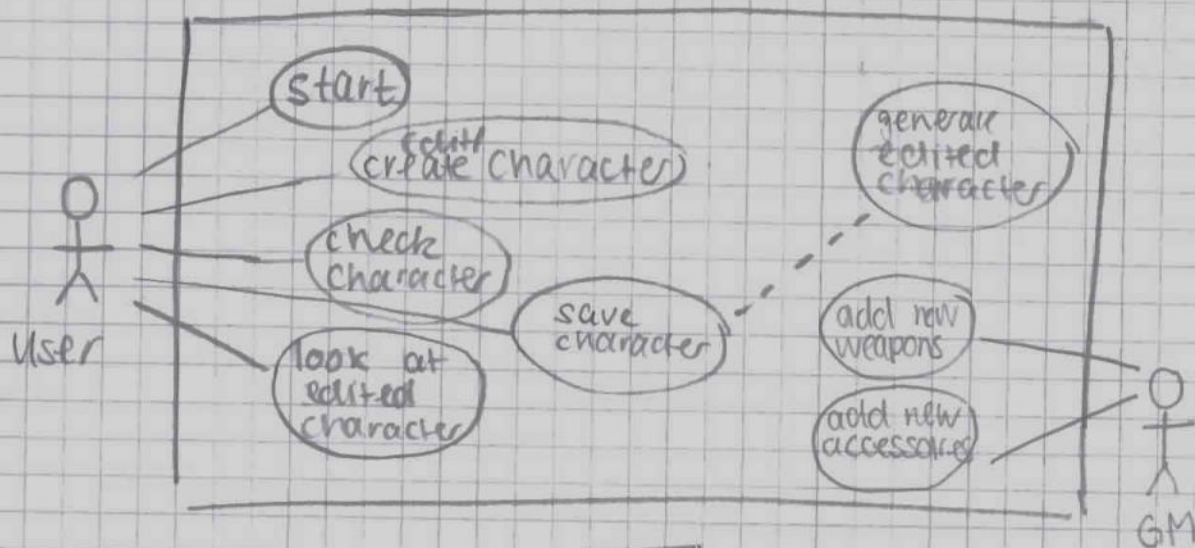 start
edit/
create character
generate
edited
character
check
character
save
character
add new
weapons
User
look at
edited
character
add new
accessoires
GM